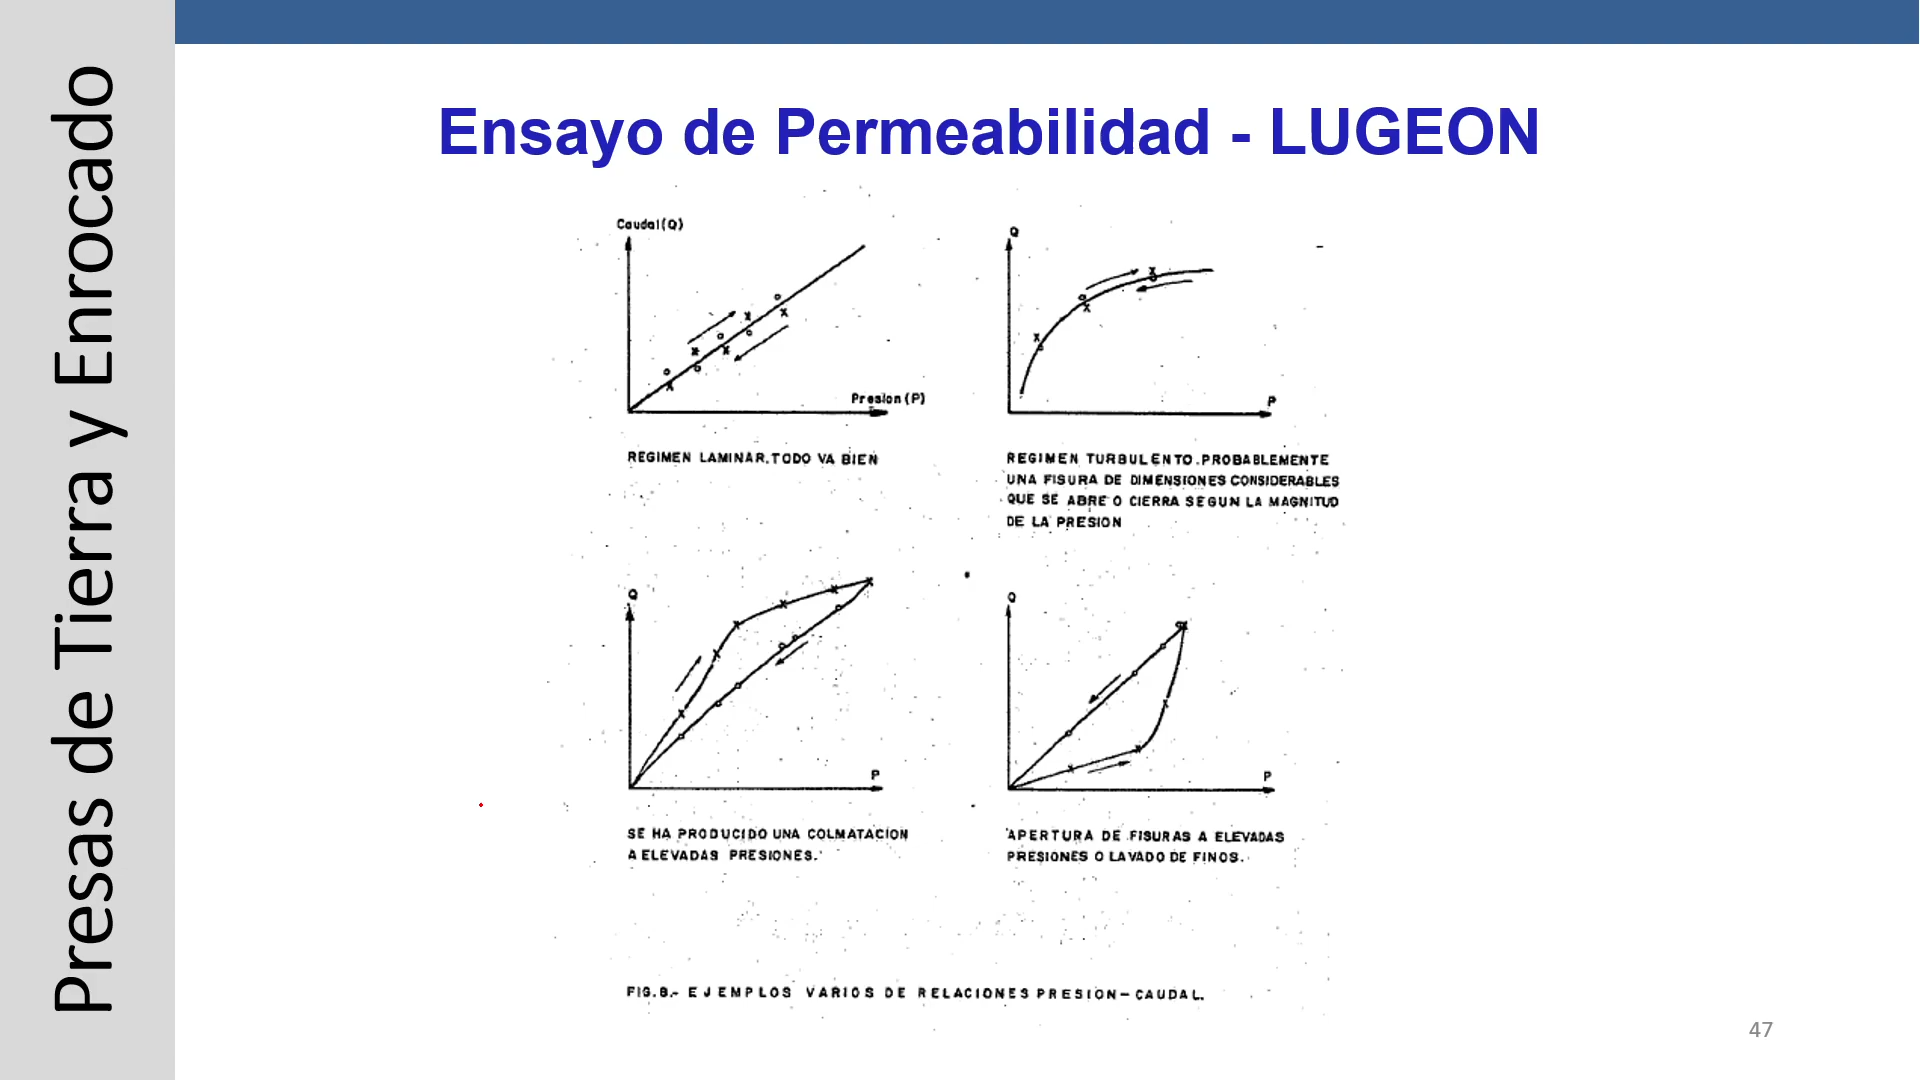 Presas de Tierra y Enrocado
Ensayo de Permeabilidad - LUGEON
Caudal(Q)
Presion(P)
REGIMEN LAMINAR.TODO VA BIEN
Q
P
REGIMEN TURBULENTO.PROBABLEMENTE
UNA FISURA DE DIMENSIONES CONSIDERABLES
QUE SE ABRE O CIERRA SEGUN LA MAGNITUD
DE LA PRESION
Q
P
SE HA PRODUCIDO UNA COLMATACION
A ELEVADAS PRESIONES.
Q
P
APERTURA DE FISURAS A ELEVADAS
PRESIONES O LAVADO DE FINOS.
FIG.8.- EJEMPLOS VARIOS DE RELACIONES PRESION-CAUDAL.
47